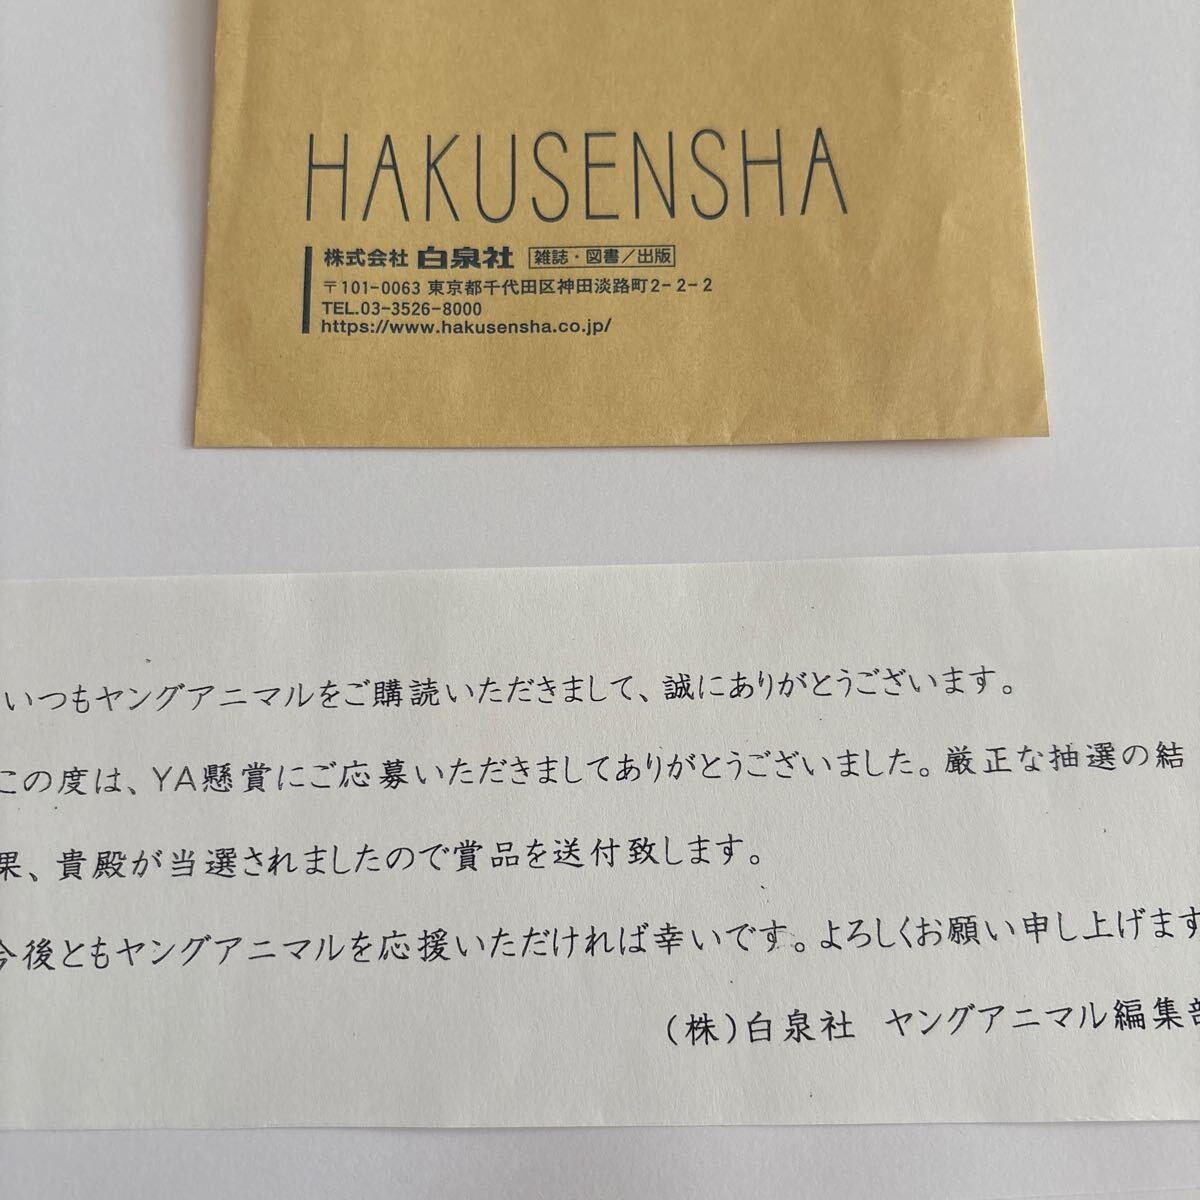 HAKUSENSHA
株式会社 白泉社 雑誌・図書／出版
〒101-0063 東京都千代田区神田淡路町2-2-2
TEL.03-3526-8000
https://www.hakusensha.co.jp/
いつもヤングアニマルをご購読いただきまして、誠にありがとうございます。
この度は、YA懸賞にご応募いただきましてありがとうございました。厳正な抽選の結
果、貴殿が当選されましたので賞品を送付致します。
今後ともヤングアニマルを応援いただければ幸いです。よろしくお願い申し上げます
（株）白泉社 ヤングアニマル編集部